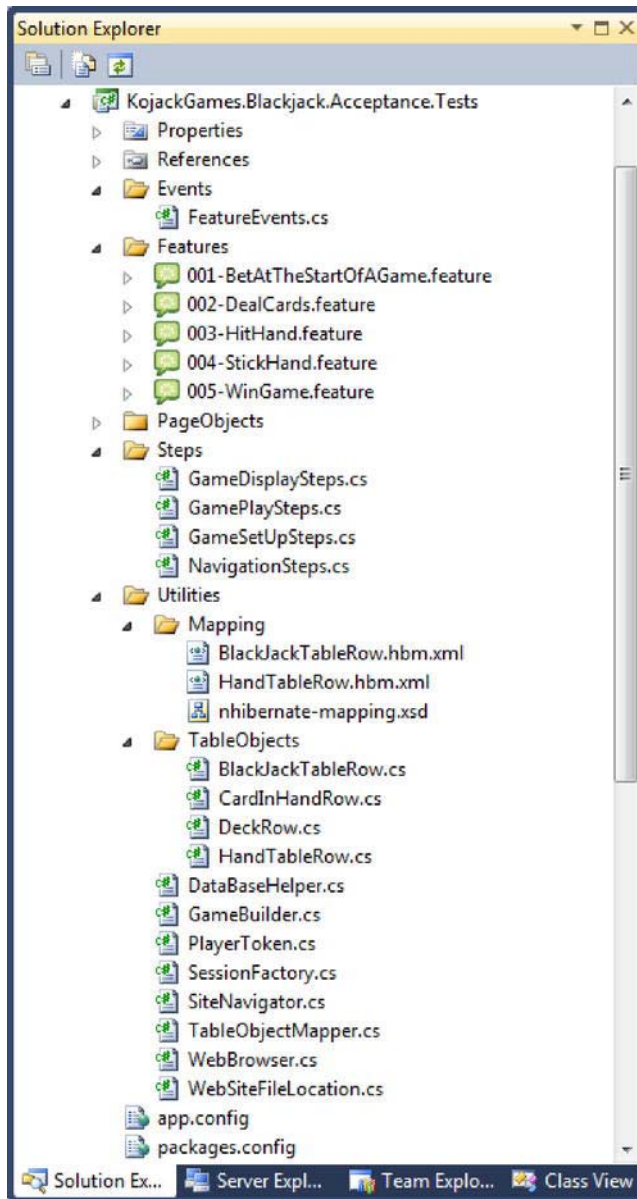 Solution Explorer
KojackGames.Blackjack.Acceptance.Tests
Properties
References
Events
FeatureEvents.cs
Features
001-BetAtTheStartOfAGame.feature
002-DealCards.feature
003-HitHand.feature
004-StickHand.feature
005-WinGame.feature
PageObjects
Steps
GameDisplaySteps.cs
GamePlaySteps.cs
GameSetUpSteps.cs
NavigationSteps.cs
Utilities
Mapping
BlackJackTableRow.hbm.xml
HandTableRow.hbm.xml
nhibernate-mapping.xsd
TableObjects
BlackJackTableRow.cs
CardInHandRow.cs
DeckRow.cs
HandTableRow.cs
DataBaseHelper.cs
GameBuilder.cs
PlayerToken.cs
SessionFactory.cs
SiteNavigator.cs
TableObjectMapper.cs
WebBrowser.cs
WebSiteFileLocation.cs
app.config
packages.config
Solution Ex... Server Expl... Team Explo... Class View